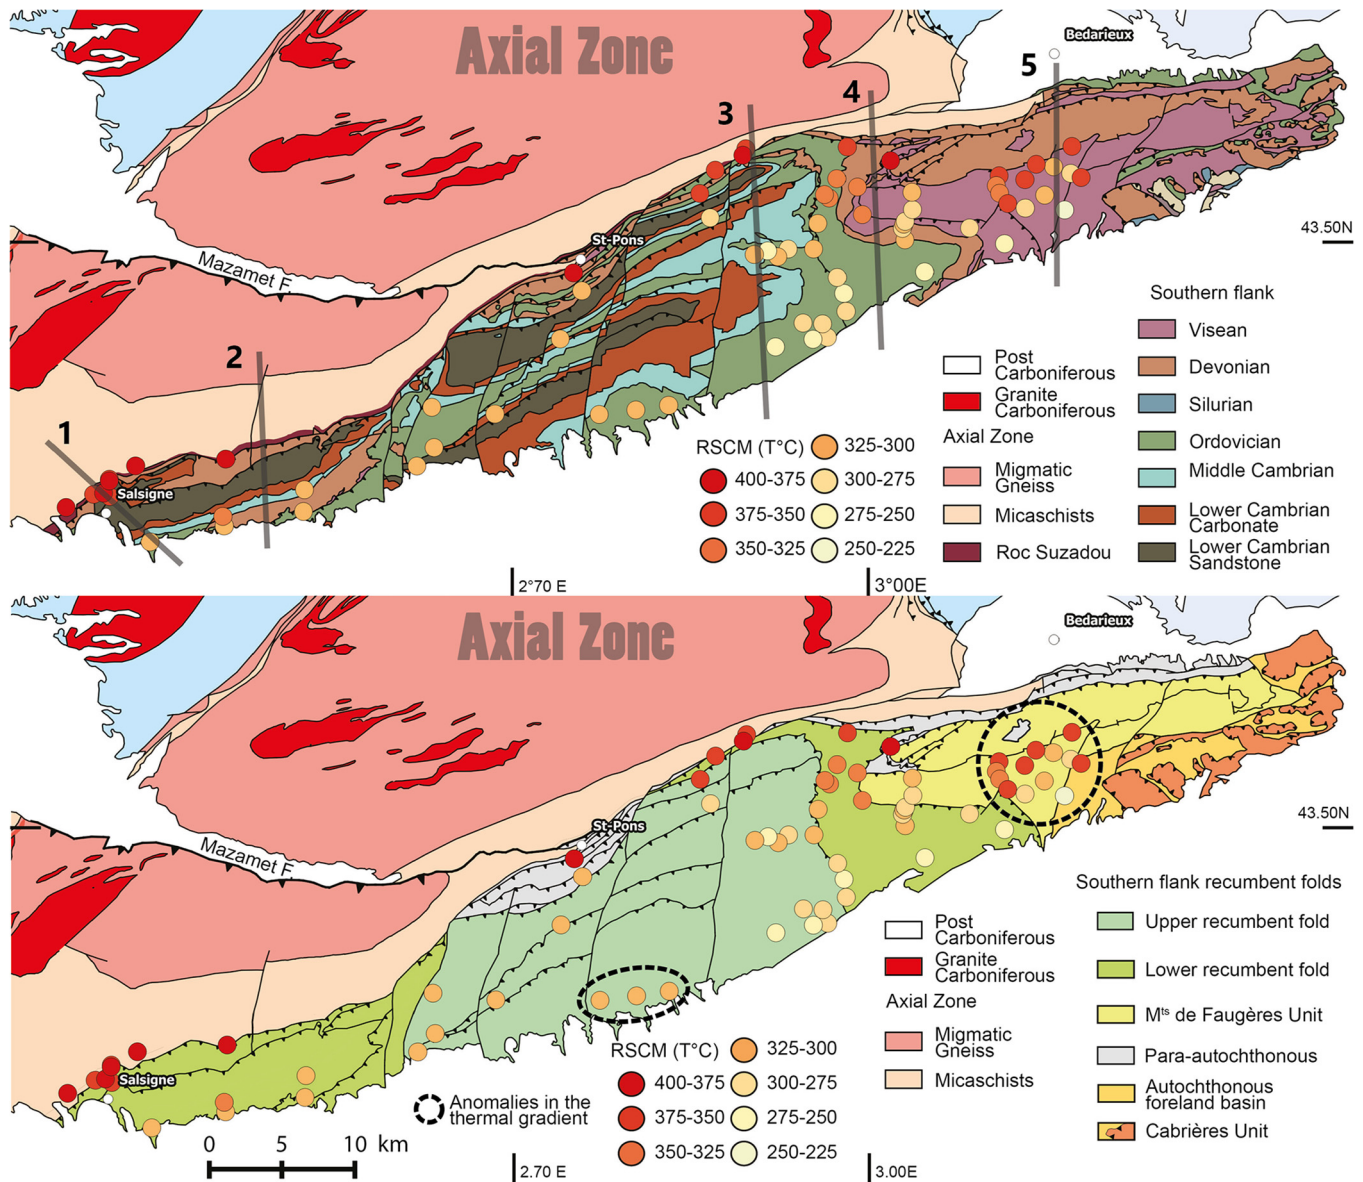 Axial Zone
Bedarieux
5
4
3
St-Pons
43.50N
Mazamet F.
2
1
Salsigne
Southern flank
Visean
Devonian
Silurian
Ordovician
Middle Cambrian
Lower Cambrian
Carbonate
Lower Cambrian
Sandstone
Post
Carboniferous
Granite
Carboniferous
Axial Zone
Migmatic
Gneiss
Micaschists
Roc Suzadou
RSCM (T°C)
400-375
375-350
350-325
325-300
300-275
275-250
250-225
2°70 E
3°00E
Axial Zone
Bedarieux
St-Pons
43.50N
Mazamet F.
Salsigne
Southern flank recumbent folds
Upper recumbent fold
Lower recumbent fold
Mts de Faugères Unit
Para-autochthonous
Autochthonous
foreland basin
Cabrières Unit
Post
Carboniferous
Granite
Carboniferous
Axial Zone
Migmatic
Gneiss
Micaschists
RSCM (T°C)
400-375
375-350
350-325
325-300
300-275
275-250
250-225
Anomalies in the
thermal gradient
0 5 10 km
2.70 E
3.00E